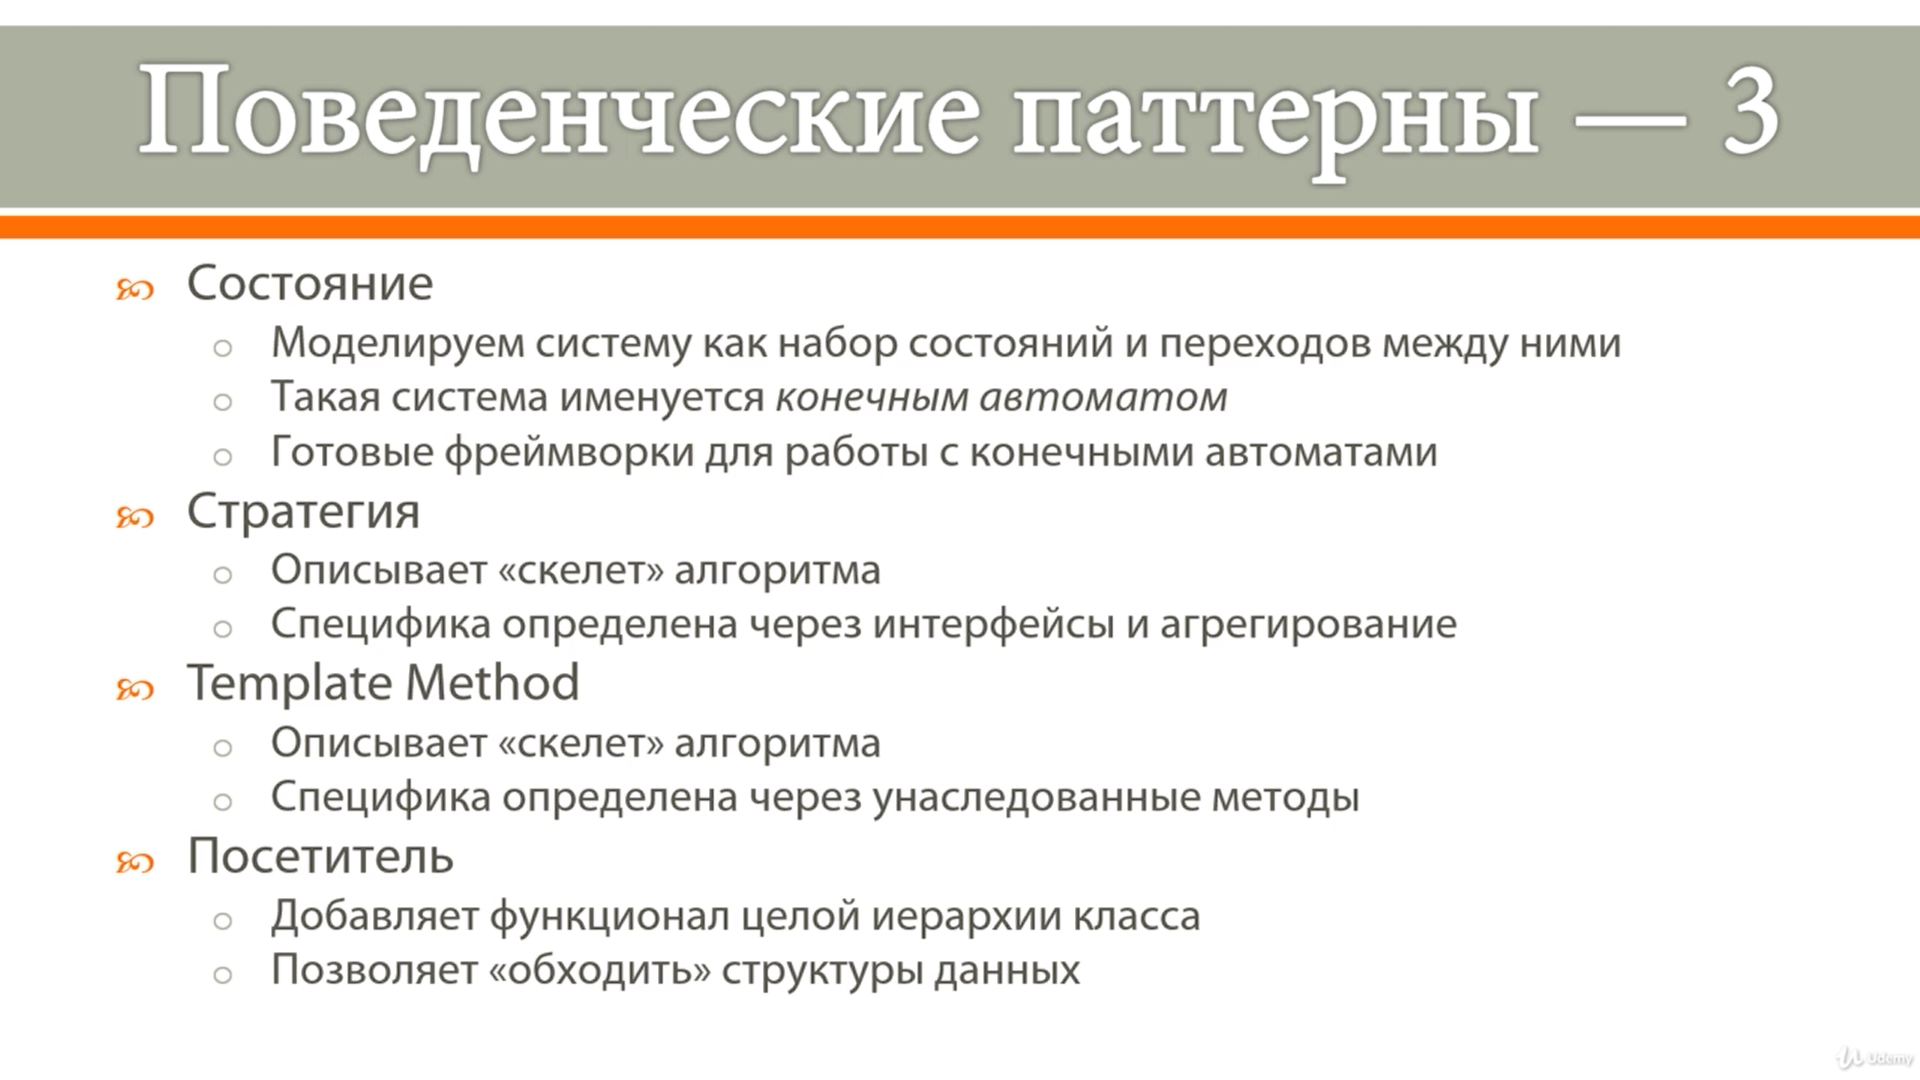 Поведенческие паттерны — 3
Состояние
Моделируем систему как набор состояний и переходов между ними
Такая система именуется конечным автоматом
Готовые фреймворки для работы с конечными автоматами
Стратегия
Описывает «скелет» алгоритма
Специфика определена через интерфейсы и агрегирование
Template Method
Описывает «скелет» алгоритма
Специфика определена через унаследованные методы
Посетитель
Добавляет функционал целой иерархии класса
Позволяет «обходить» структуры данных
Udemy